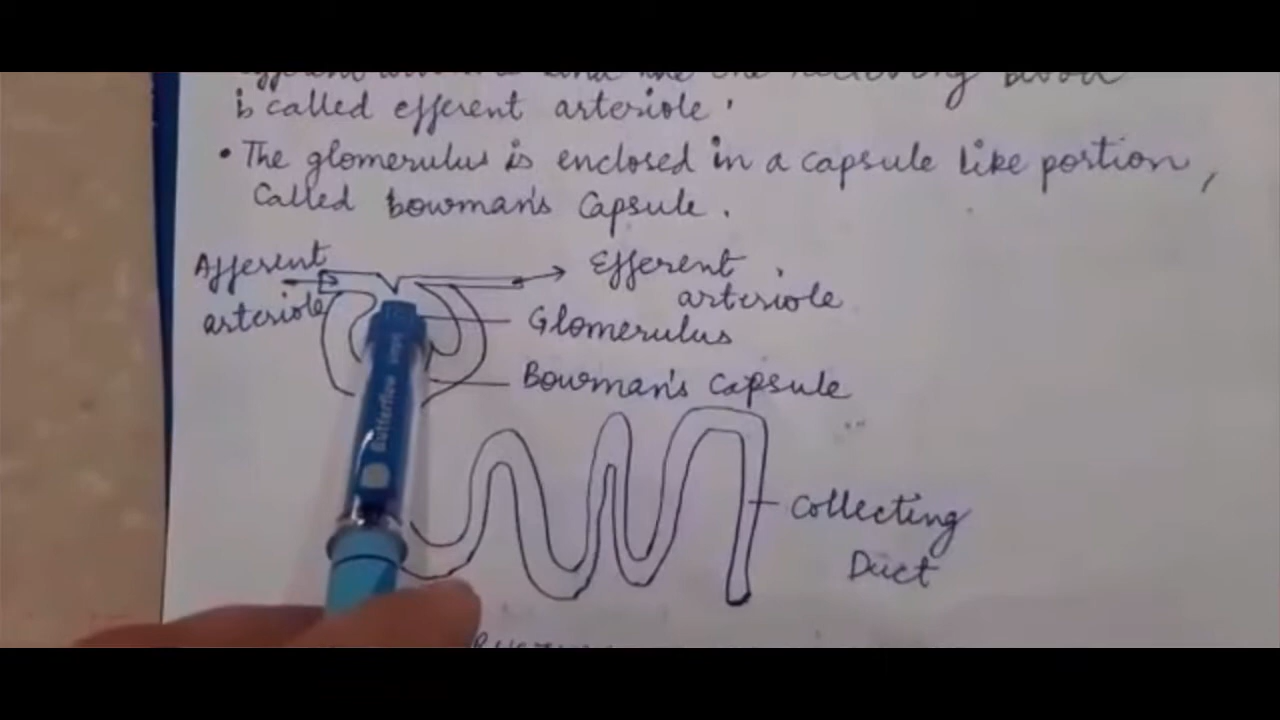 is called efferent arteriole.
• The glomerulus is enclosed in a capsule like portion,
Called bowman's Capsule.
Afferent
arteriole
Efferent
arteriole
Glomerulus
Bowman's Capsule
Collecting
Duct
Butterflow